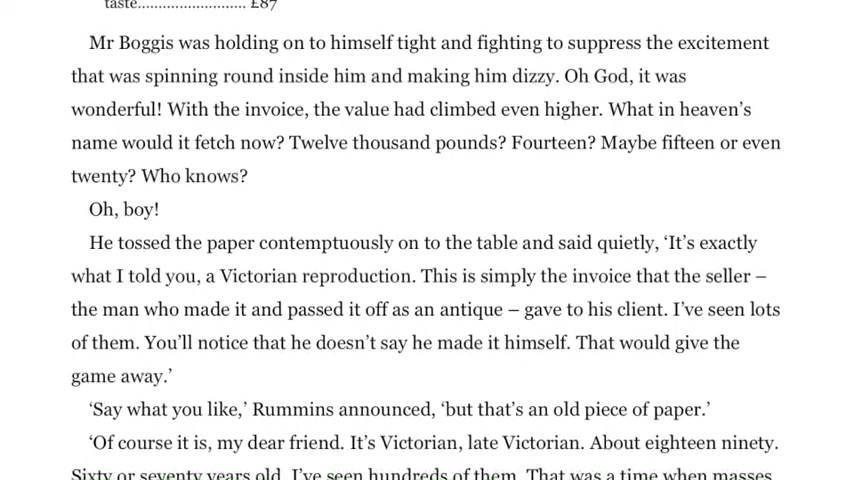 taste........................... £87
Mr Boggis was holding on to himself tight and fighting to suppress the excitement
that was spinning round inside him and making him dizzy. Oh God, it was
wonderful! With the invoice, the value had climbed even higher. What in heaven’s
name would it fetch now? Twelve thousand pounds? Fourteen? Maybe fifteen or even
twenty? Who knows?
Oh, boy!
He tossed the paper contemptuously on to the table and said quietly, ‘It’s exactly
what I told you, a Victorian reproduction. This is simply the invoice that the seller –
the man who made it and passed it off as an antique – gave to his client. I’ve seen lots
of them. You’ll notice that he doesn’t say he made it himself. That would give the
game away.’
‘Say what you like,’ Rummins announced, ‘but that’s an old piece of paper.’
‘Of course it is, my dear friend. It’s Victorian, late Victorian. About eighteen ninety.
Sixty or seventy years old. I’ve seen hundreds of them. That was a time when masses